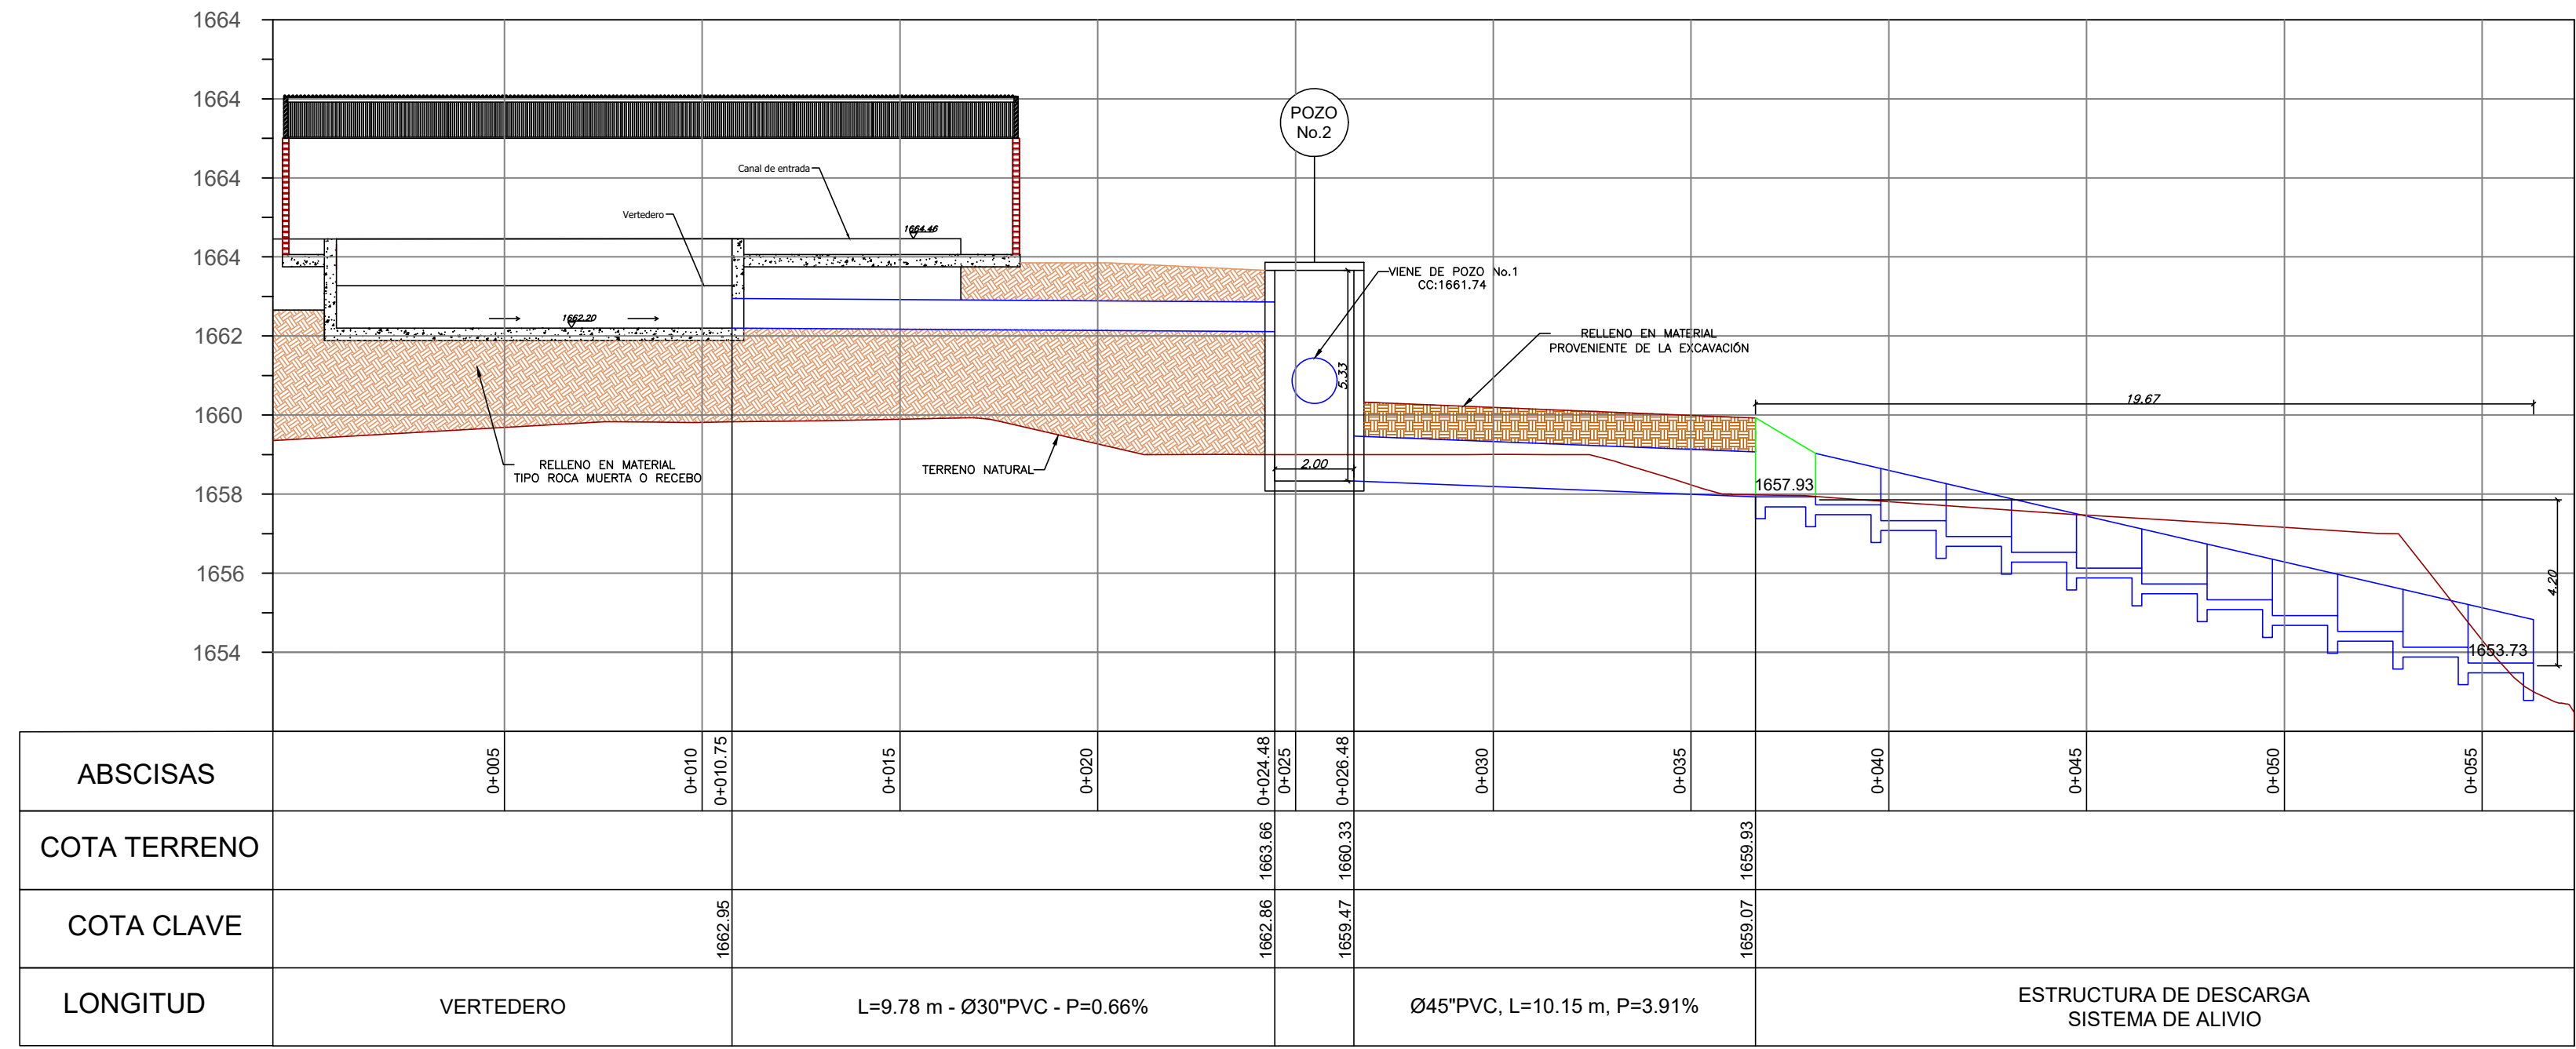 1664
1664
1664
1664
1662
1660
1658
1656
1654
POZO
No.2
Canal de entrada
Vertedero
1664.46
1662.20
VIENE DE POZO No.1
CC:1661.74
5.33
2.00
RELLENO EN MATERIAL
PROVENIENTE DE LA EXCAVACIÓN
RELLENO EN MATERIAL
TIPO ROCA MUERTA O RECEBO
TERRENO NATURAL
19.67
1657.93
4.20
1653.73
ABSCISAS
0+005
0+010
0+010.75
0+015
0+020
0+024.48
0+025
0+026.48
0+030
0+035
0+040
0+045
0+050
0+055
COTA TERRENO
1663.66
1660.33
1659.93
COTA CLAVE
1662.95
1662.86
1659.47
1659.07
LONGITUD
VERTEDERO
L=9.78 m - Ø30"PVC - P=0.66%
Ø45"PVC, L=10.15 m, P=3.91%
ESTRUCTURA DE DESCARGA
SISTEMA DE ALIVIO